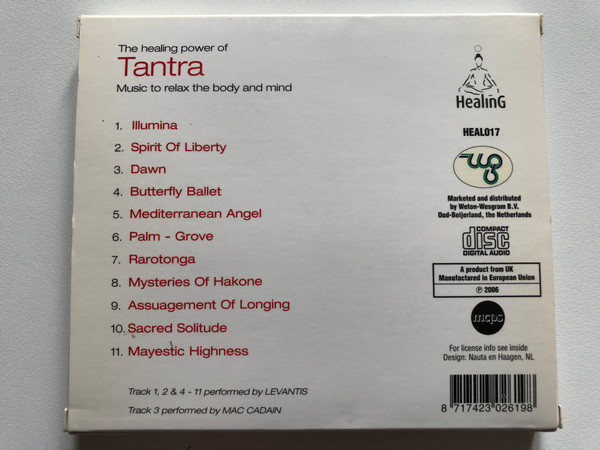 The healing power of
Tantra
Music to relax the body and mind
1. Illumina
2. Spirit Of Liberty
3. Dawn
4. Butterfly Ballet
5. Mediterranean Angel
6. Palm - Grove
7. Rarotonga
8. Mysteries Of Hakone
9. Assuagement Of Longing
10. Sacred Solitude
11. Mayestic Highness
Track 1, 2 & 4 - 11 performed by LEVANTIS
Track 3 performed by MAC CADAIN
HealinG
HEAL017
wg
Marketed and distributed
by Weton-Wesgram B.V.
Oud-Beijerland, the Netherlands
COMPACT
disc
DIGITAL AUDIO
A product from UK
Manufactured in European Union
℗ 2006
mcps
For license info see inside
Design: Nauta en Haagen, NL
8 717423 026198